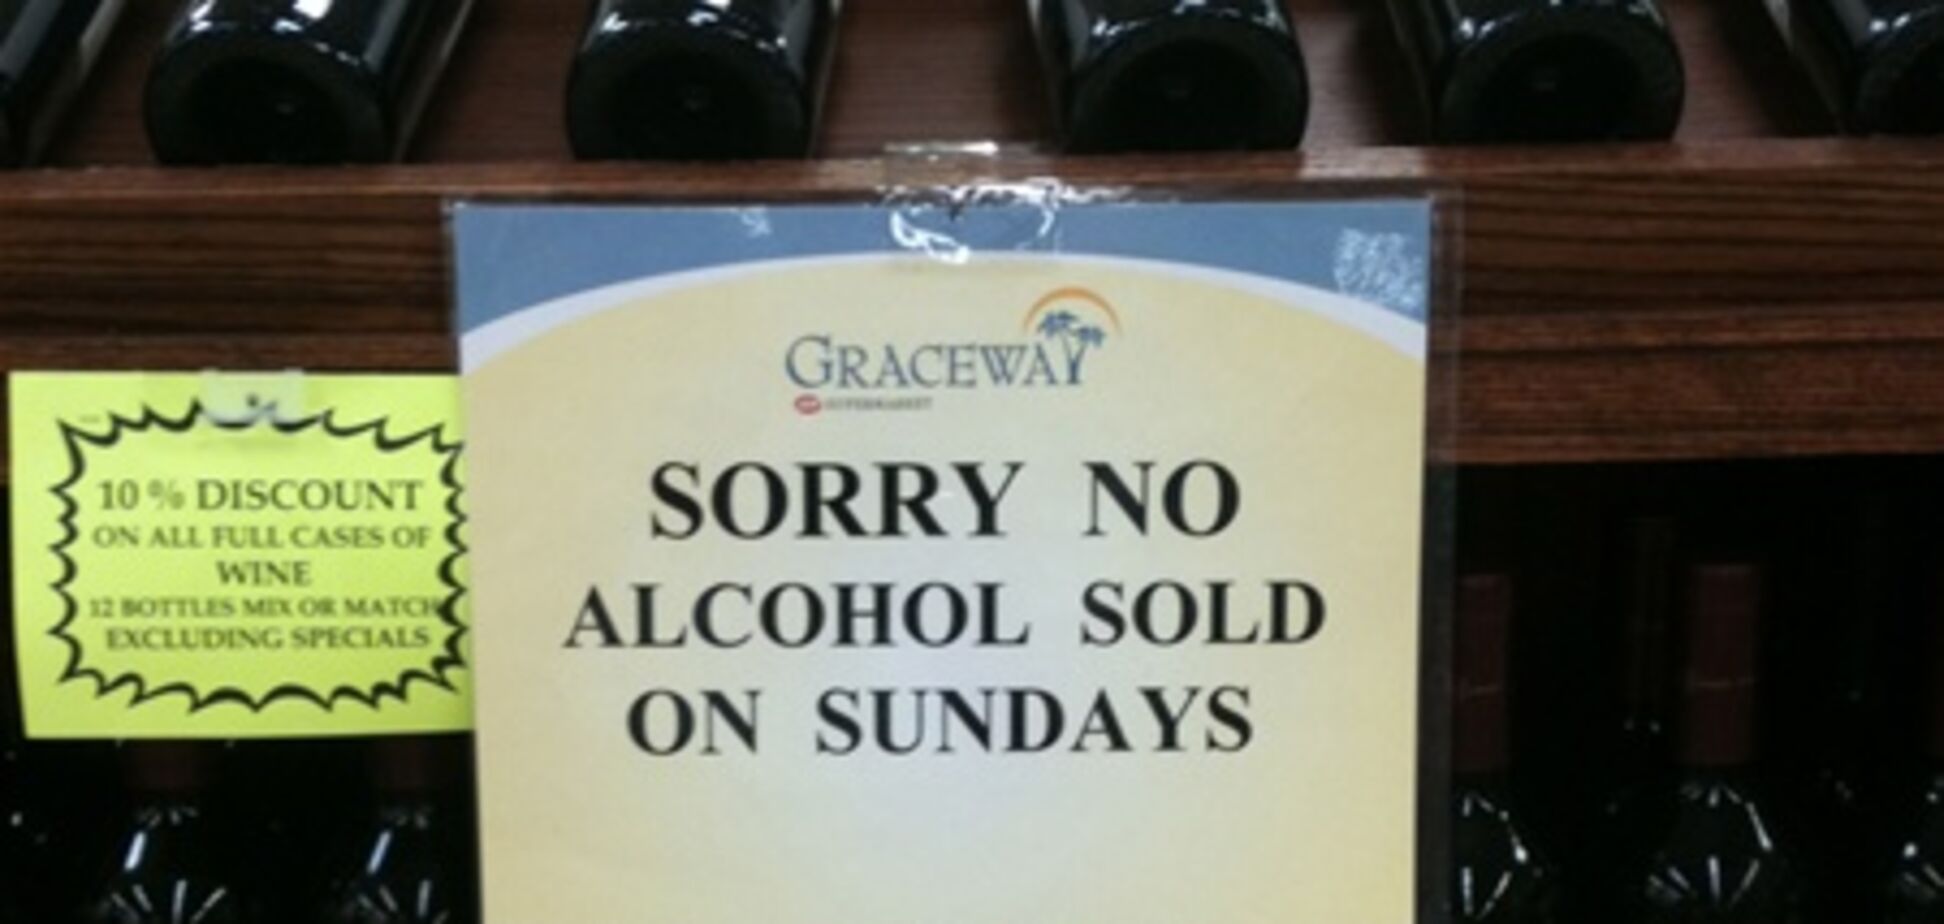 10 % DISCOUNT
ON ALL FULL CASES OF
WINE
12 BOTTLES MIX OR MATCH
EXCLUDING SPECIALS
GRACEWAY
SUPERMARKET
SORRY NO
ALCOHOL SOLD
ON SUNDAYS